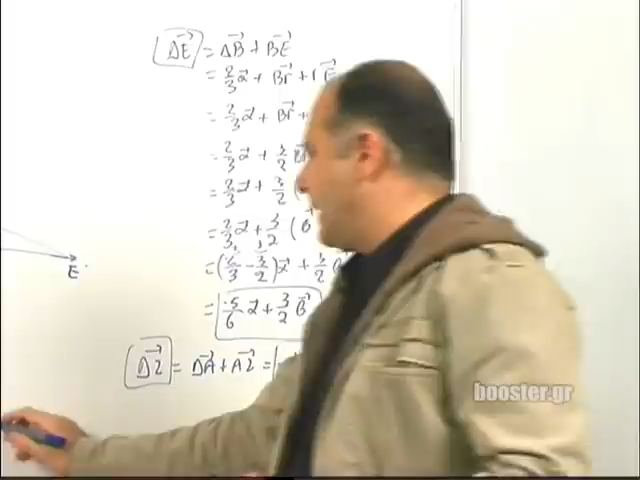 ΔE⃗ = ΔB⃗ + BE⃗
= 2/3 α⃗ + BΓ⃗ + ΓE⃗
= 2/3 α⃗ + BΓ⃗ +
= 2/3 α⃗ + 3/2
= 2/3 α⃗ + 3/2 (
= 2/3 α⃗ + 3/2 (β⃗
E
= (2/3 - 3/2) α⃗ + 3/2 β
= -5/6 α⃗ + 3/2 β⃗
ΔZ⃗ = ΔA⃗ + AZ⃗ =
booster.gr